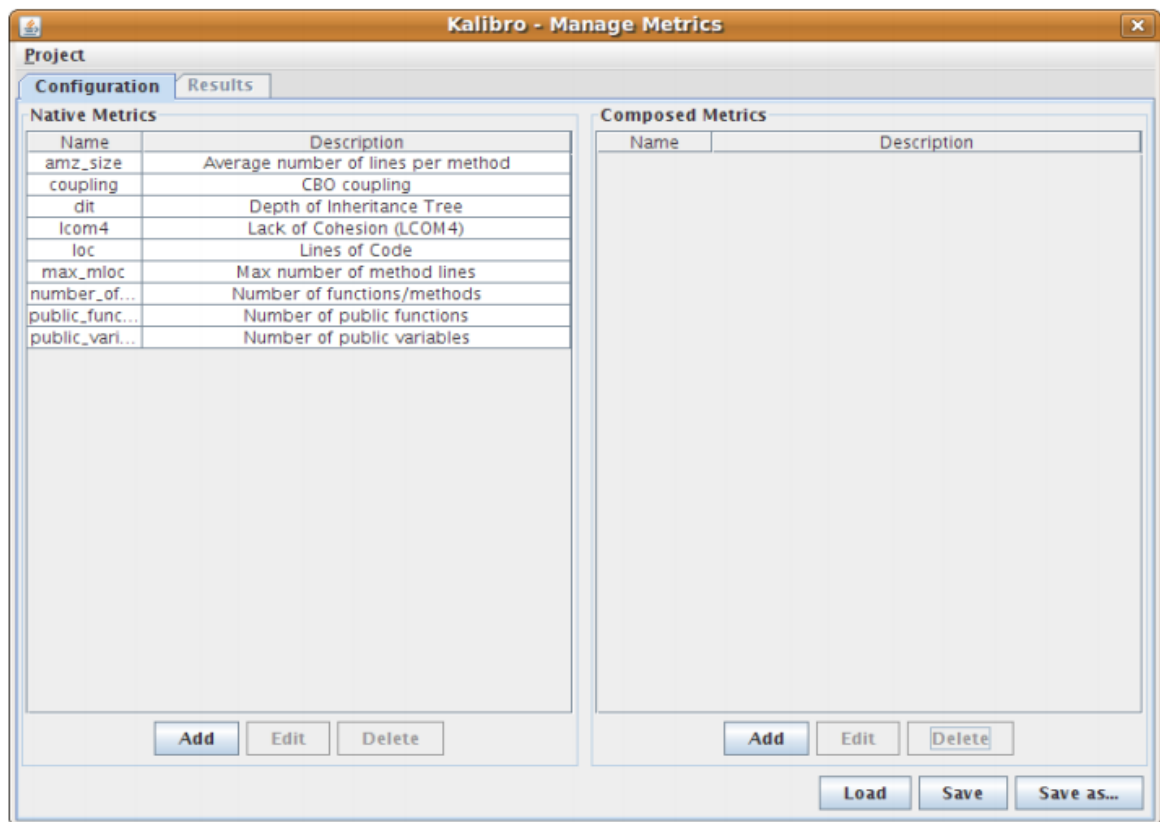 Kalibro - Manage Metrics
Project
Configuration Results
Native Metrics
Name Description
amz_size Average number of lines per method
coupling CBO coupling
dit Depth of Inheritance Tree
lcom4 Lack of Cohesion (LCOM4)
loc Lines of Code
max_mloc Max number of method lines
number_of... Number of functions/methods
public_func... Number of public functions
public_vari... Number of public variables
Add Edit Delete
Composed Metrics
Name Description
Add Edit Delete
Load Save Save as...